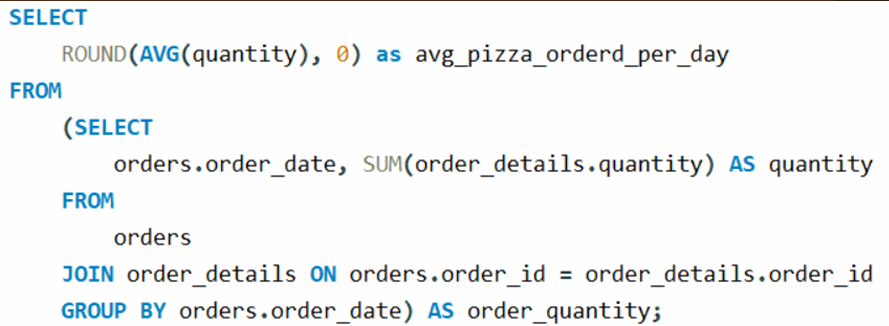 SELECT
ROUND(AVG(quantity), 0) as avg_pizza_orderd_per_day
FROM
(SELECT
orders.order_date, SUM(order_details.quantity) AS quantity
FROM
orders
JOIN order_details ON orders.order_id = order_details.order_id
GROUP BY orders.order_date) AS order_quantity;